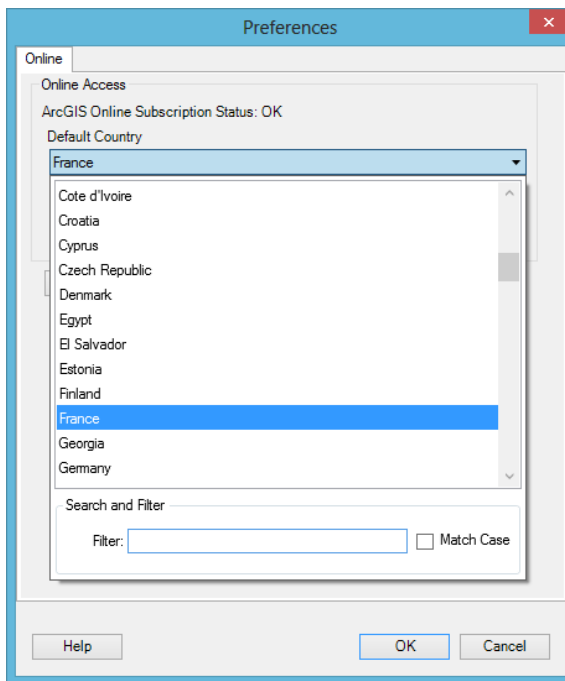 Preferences
Online
Online Access
ArcGIS Online Subscription Status: OK
Default Country
France
Cote d'Ivoire
Croatia
Cyprus
Czech Republic
Denmark
Egypt
El Salvador
Estonia
Finland
France
Georgia
Germany
Search and Filter
Filter: Match Case
Help OK Cancel